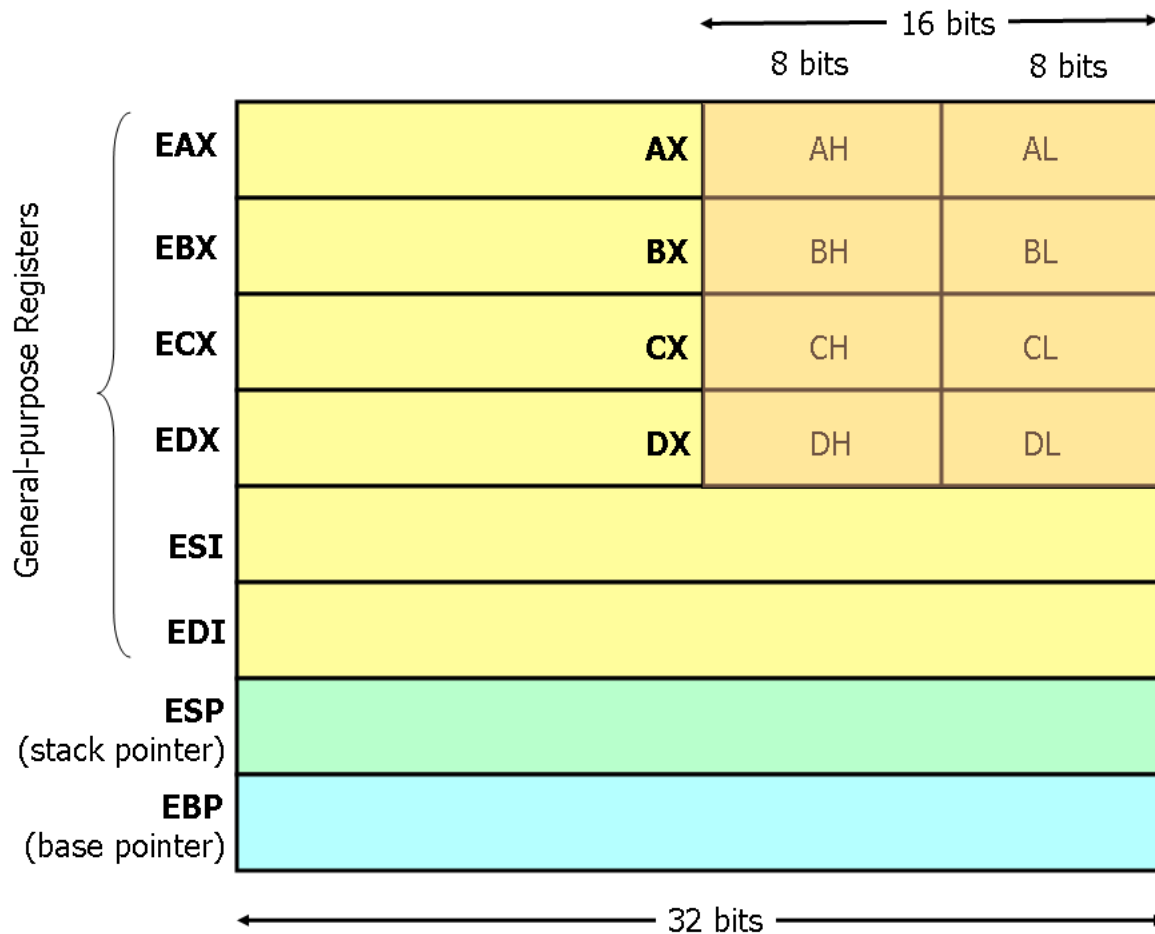 16 bits
8 bits 8 bits
General-purpose Registers
EAX AX AH AL
EBX BX BH BL
ECX CX CH CL
EDX DX DH DL
ESI
EDI
ESP
(stack pointer)
EBP
(base pointer)
32 bits